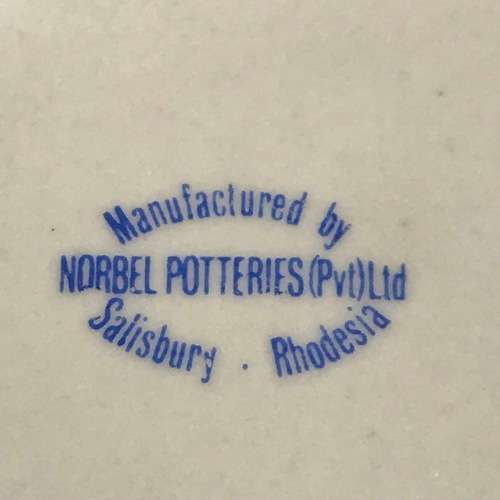 Manufactured by
NORBEL POTTERIES (Pvt) Ltd
Salisbury . Rhodesia